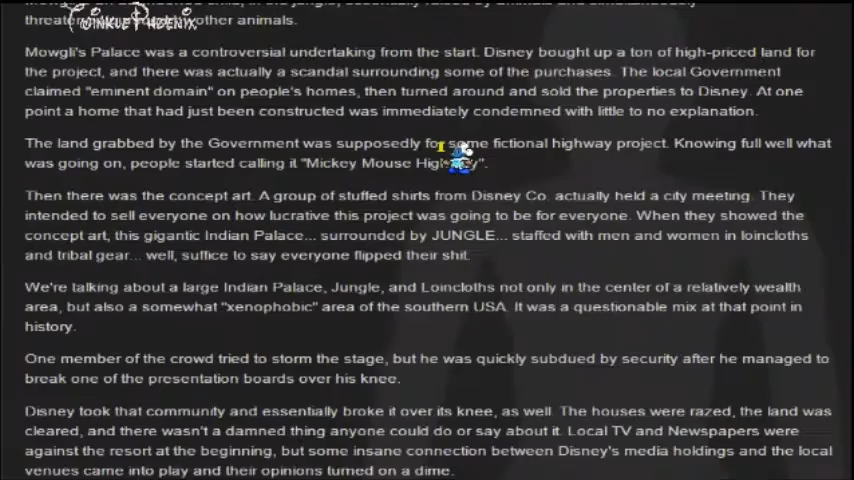 threatened by other animals.
Twinkle Phoenix
Mowgli's Palace was a controversial undertaking from the start. Disney bought up a ton of high-priced land for
the project, and there was actually a scandal surrounding some of the purchases. The local Government
claimed "eminent domain" on people's homes, then turned around and sold the properties to Disney. At one
point a home that had just been constructed was immediately condemned with little to no explanation.
The land grabbed by the Government was supposedly for some fictional highway project. Knowing full well what
was going on, people started calling it "Mickey Mouse Highway".
Then there was the concept art. A group of stuffed shirts from Disney Co. actually held a city meeting. They
intended to sell everyone on how lucrative this project was going to be for everyone. When they showed the
concept art, this gigantic Indian Palace... surrounded by JUNGLE... staffed with men and women in loincloths
and tribal gear... well, suffice to say everyone flipped their shit.
We're talking about a large Indian Palace, Jungle, and Loincloths not only in the center of a relatively wealth
area, but also a somewhat "xenophobic" area of the southern USA. It was a questionable mix at that point in
history.
One member of the crowd tried to storm the stage, but he was quickly subdued by security after he managed to
break one of the presentation boards over his knee.
Disney took that community and essentially broke it over its knee, as well. The houses were razed, the land was
cleared, and there wasn't a damned thing anyone could do or say about it. Local TV and Newspapers were
against the resort at the beginning, but some insane connection between Disney's media holdings and the local
venues came into play and their opinions turned on a dime.